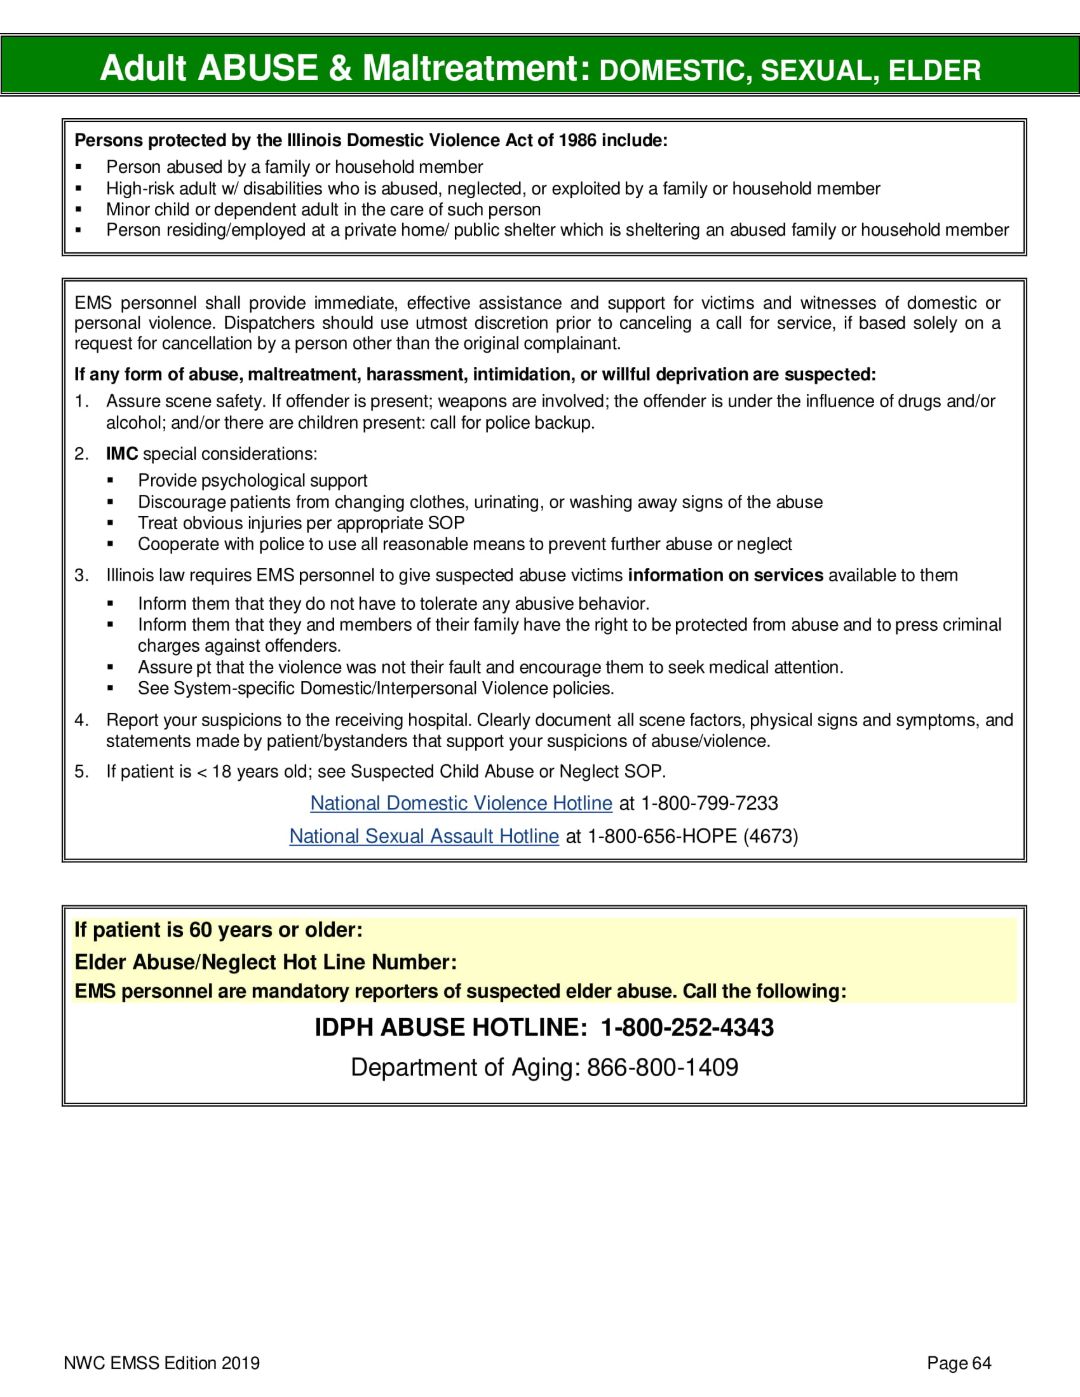 Adult ABUSE & Maltreatment: DOMESTIC, SEXUAL, ELDER
Persons protected by the Illinois Domestic Violence Act of 1986 include:
▪ Person abused by a family or household member
▪ High-risk adult w/ disabilities who is abused, neglected, or exploited by a family or household member
▪ Minor child or dependent adult in the care of such person
▪ Person residing/employed at a private home/ public shelter which is sheltering an abused family or household member
EMS personnel shall provide immediate, effective assistance and support for victims and witnesses of domestic or
personal violence. Dispatchers should use utmost discretion prior to canceling a call for service, if based solely on a
request for cancellation by a person other than the original complainant.
If any form of abuse, maltreatment, harassment, intimidation, or willful deprivation are suspected:
1. Assure scene safety. If offender is present; weapons are involved; the offender is under the influence of drugs and/or
alcohol; and/or there are children present: call for police backup.
2. IMC special considerations:
▪ Provide psychological support
▪ Discourage patients from changing clothes, urinating, or washing away signs of the abuse
▪ Treat obvious injuries per appropriate SOP
▪ Cooperate with police to use all reasonable means to prevent further abuse or neglect
3. Illinois law requires EMS personnel to give suspected abuse victims information on services available to them
▪ Inform them that they do not have to tolerate any abusive behavior.
▪ Inform them that they and members of their family have the right to be protected from abuse and to press criminal
charges against offenders.
▪ Assure pt that the violence was not their fault and encourage them to seek medical attention.
▪ See System-specific Domestic/Interpersonal Violence policies.
4. Report your suspicions to the receiving hospital. Clearly document all scene factors, physical signs and symptoms, and
statements made by patient/bystanders that support your suspicions of abuse/violence.
5. If patient is < 18 years old; see Suspected Child Abuse or Neglect SOP.
National Domestic Violence Hotline at 1-800-799-7233
National Sexual Assault Hotline at 1-800-656-HOPE (4673)
If patient is 60 years or older:
Elder Abuse/Neglect Hot Line Number:
EMS personnel are mandatory reporters of suspected elder abuse. Call the following:
IDPH ABUSE HOTLINE: 1-800-252-4343
Department of Aging: 866-800-1409
NWC EMSS Edition 2019 Page 64